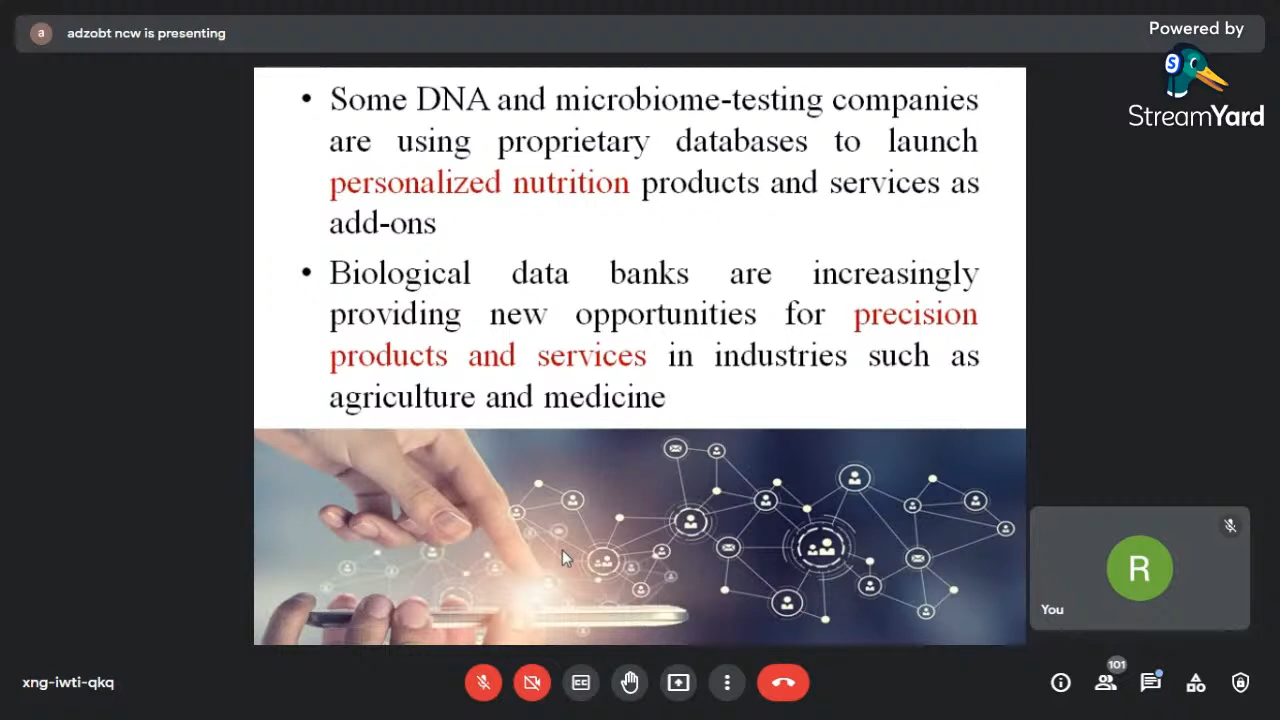 a adzobt ncw is presenting
Powered by
S
StreamYard
• Some DNA and microbiome-testing companies
are using proprietary databases to launch
personalized nutrition products and services as
add-ons
• Biological data banks are increasingly
providing new opportunities for precision
products and services in industries such as
agriculture and medicine
R
You
xng-iwti-qkq
CC
101